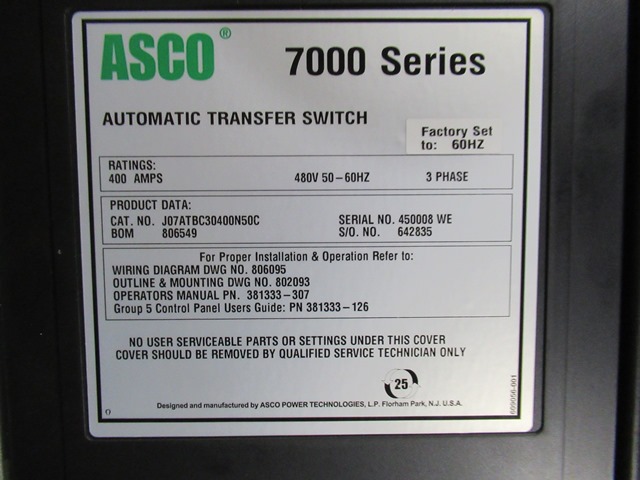 ASCO® 7000 Series
AUTOMATIC TRANSFER SWITCH
Factory Set
to: 60HZ
RATINGS:
400 AMPS 480V 50-60HZ 3 PHASE
PRODUCT DATA:
CAT. NO. J07ATBC30400N50C SERIAL NO. 450008 WE
BOM 806549 S/O. NO. 642835
For Proper Installation & Operation Refer to:
WIRING DIAGRAM DWG NO. 806095
OUTLINE & MOUNTING DWG NO. 802093
OPERATORS MANUAL PN. 381333-307
Group 5 Control Panel Users Guide: PN 381333-126
NO USER SERVICEABLE PARTS OR SETTINGS UNDER THIS COVER
COVER SHOULD BE REMOVED BY QUALIFIED SERVICE TECHNICIAN ONLY
25
Designed and manufactured by ASCO POWER TECHNOLOGIES, L.P. Florham Park, N.J. U.S.A.
609056-001